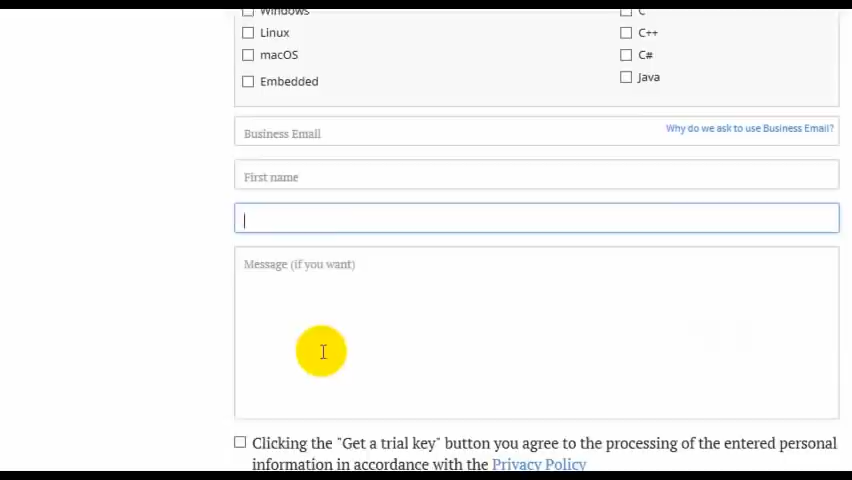 Windows
C
Linux
C++
macOS
C#
Embedded
Java
Business Email
Why do we ask to use Business Email?
First name
Message (if you want)
Clicking the "Get a trial key" button you agree to the processing of the entered personal
information in accordance with the Privacy Policy